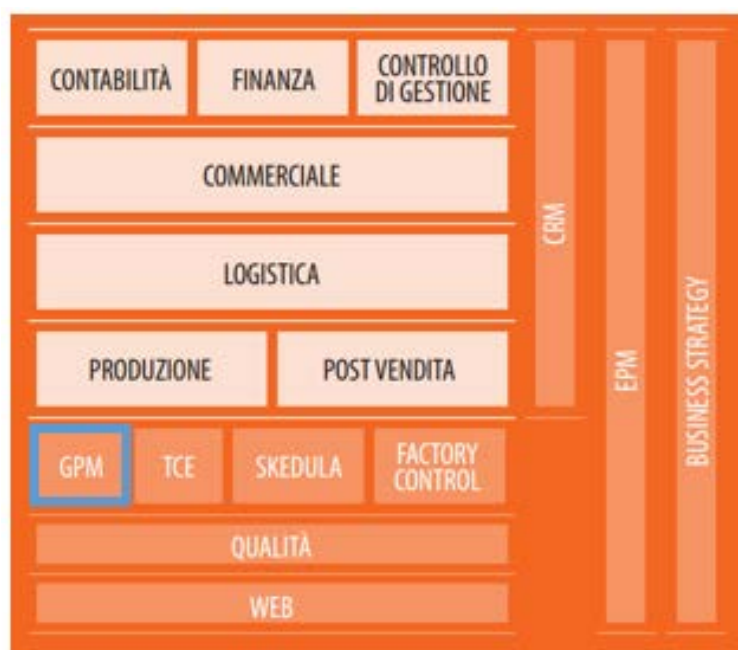 CONTABILITÀ
FINANZA
CONTROLLO
DI GESTIONE
COMMERCIALE
LOGISTICA
PRODUZIONE
POST VENDITA
GPM
TCE
SKEDULA
FACTORY
CONTROL
QUALITÀ
WEB
CRM
EPM
BUSINESS STRATEGY